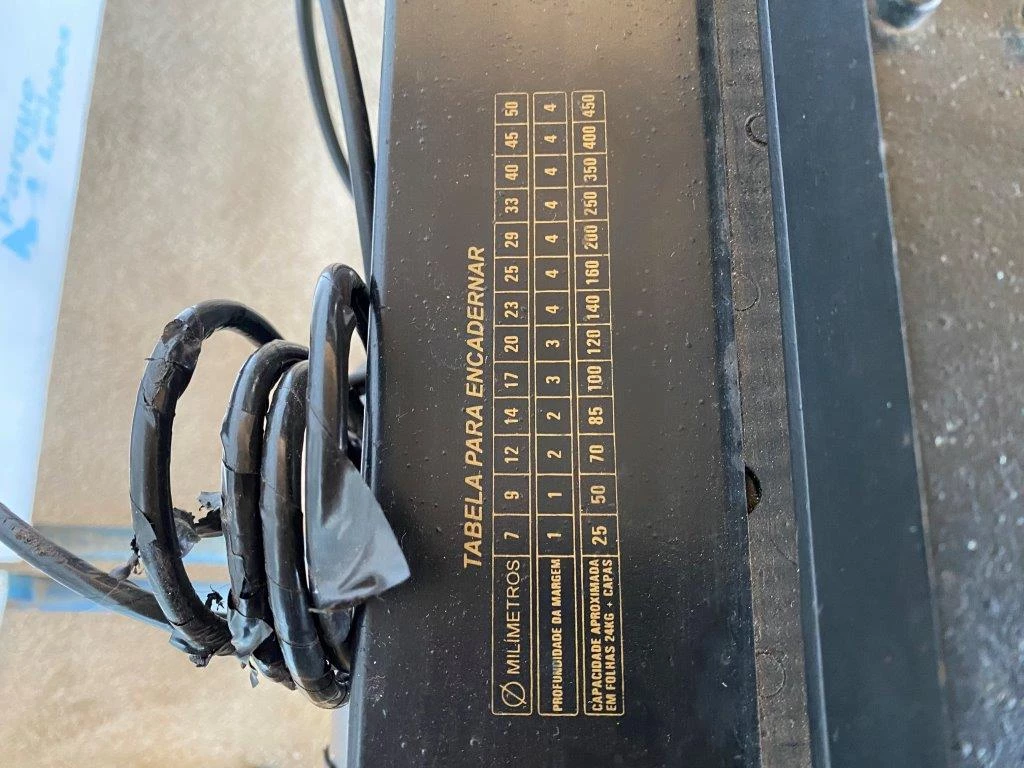 TABELA PARA ENCADERNAR
Ø MILÍMETROS 7 9 12 14 17 20 23 25 29 33 40 45 50
PROFUNDIDADE DA MARGEM 1 1 2 2 3 3 4 4 4 4 4 4 4
CAPACIDADE APROXIMADA
EM FOLHAS 24KG + CAPAS 25 50 70 85 100 120 140 160 200 250 350 400 450
Parque